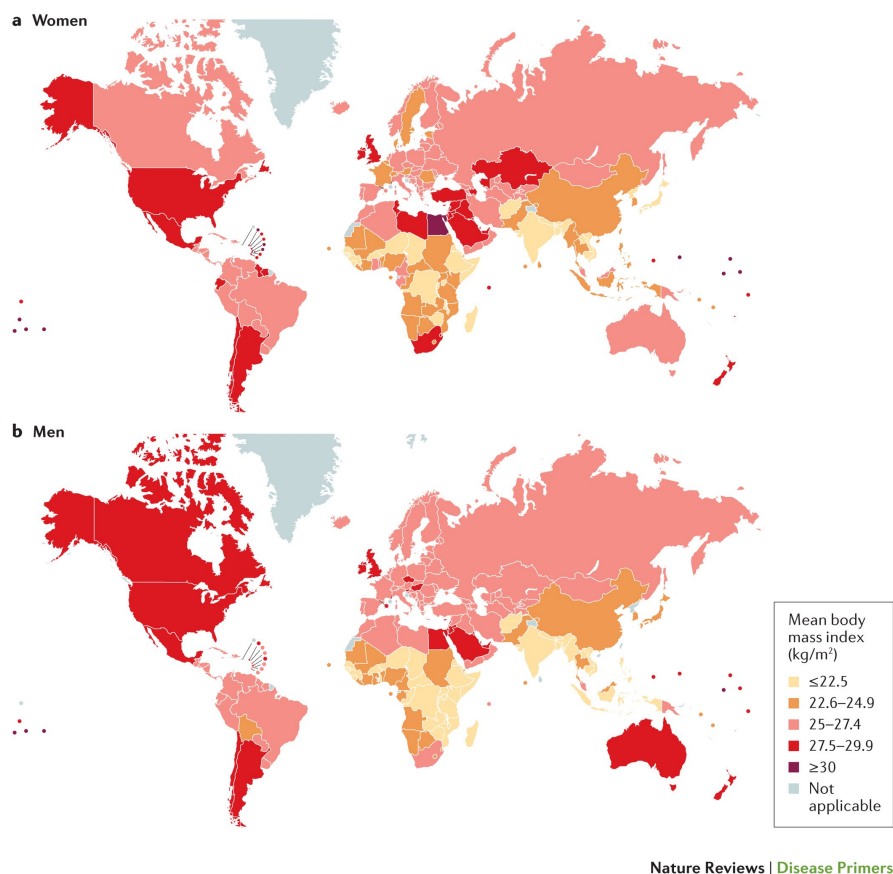 a Women
b Men
Mean body
mass index
(kg/m²)
≤22.5
22.6–24.9
25–27.4
27.5–29.9
≥30
Not
applicable
Nature Reviews | Disease Primers